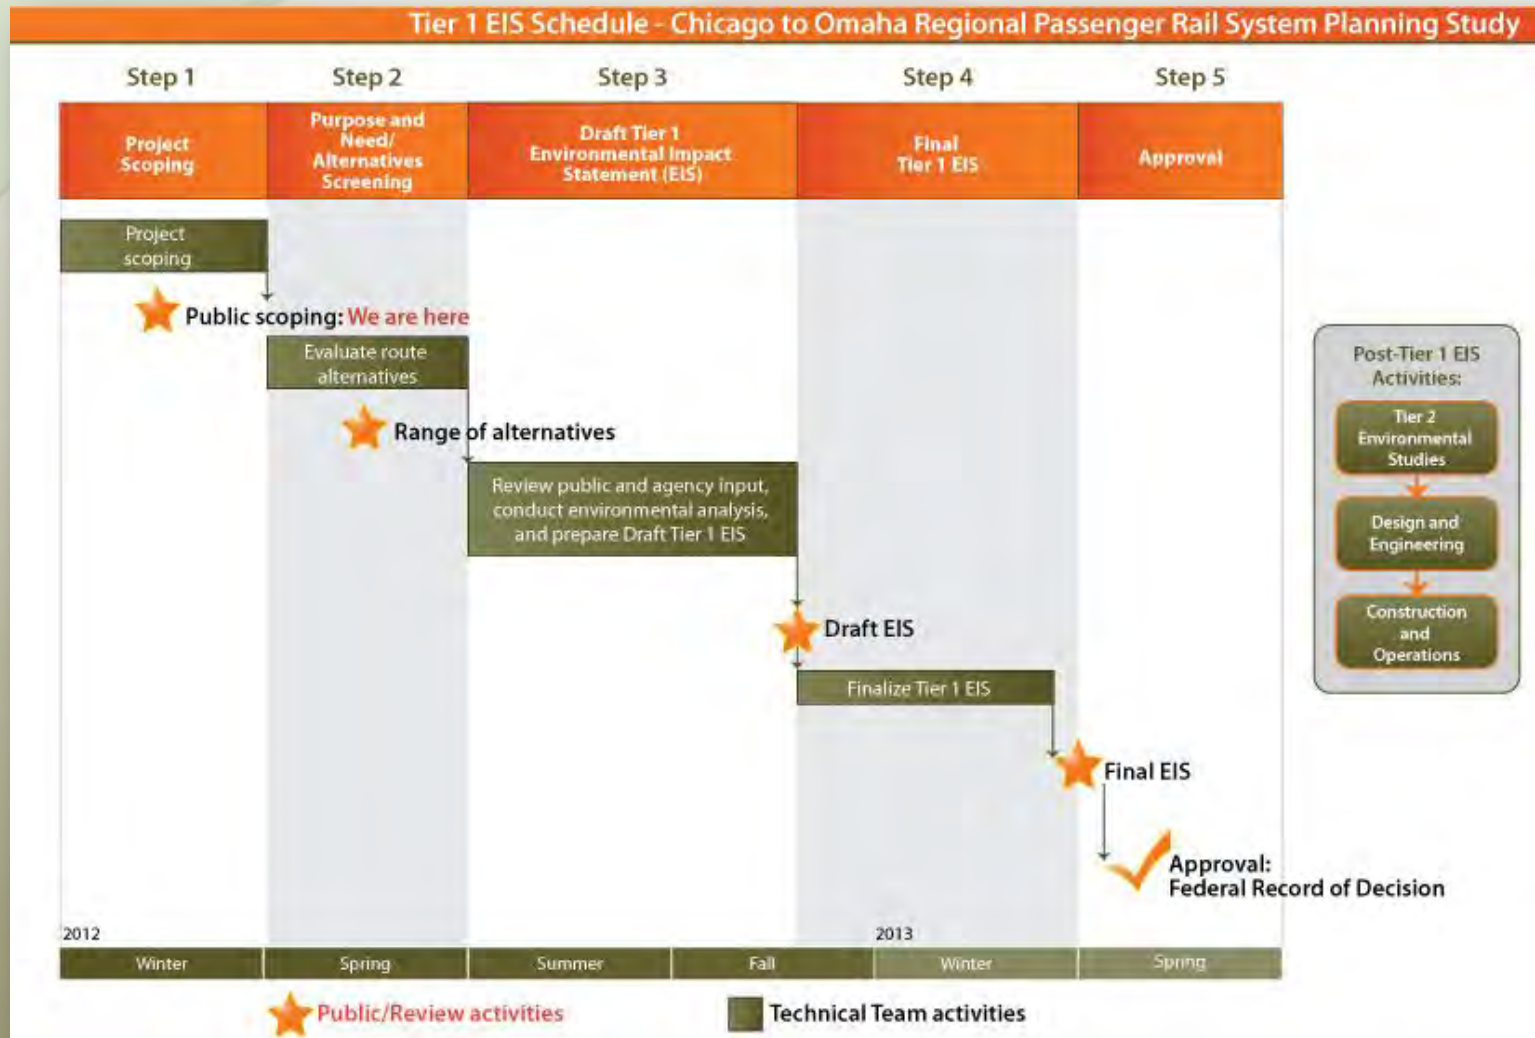 Tier 1 EIS Schedule - Chicago to Omaha Regional Passenger Rail System Planning Study
Step 1
Step 2
Step 3
Step 4
Step 5
Project
Scoping
Purpose and
Need/
Alternatives
Screening
Draft Tier 1
Environmental Impact
Statement (EIS)
Final
Tier 1 EIS
Approval
Project
scoping
Public scoping: We are here
Evaluate route
alternatives
Range of alternatives
Review public and agency input,
conduct environmental analysis,
and prepare Draft Tier 1 EIS
Draft EIS
Finalize Tier 1 EIS
Final EIS
Approval:
Federal Record of Decision
Post-Tier 1 EIS
Activities:
Tier 2
Environmental
Studies
Design and
Engineering
Construction
and
Operations
2012
2013
Winter
Spring
Summer
Fall
Winter
Spring
Public/Review activities
Technical Team activities